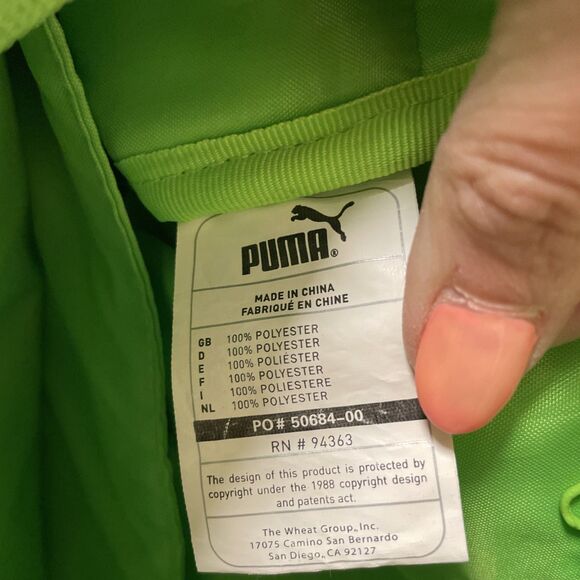 PUMA®
MADE IN CHINA
FABRIQUÉ EN CHINE
GB 100% POLYESTER
D 100% POLYESTER
E 100% POLIÉSTER
F 100% POLYESTER
I 100% POLIESTERE
NL 100% POLYESTER
PO# 50684-00
RN # 94363
The design of this product is protected by
copyright under the 1988 copyright design
and patents act.
The Wheat Group, Inc.
17075 Camino San Bernardo
San Diego, CA 92127